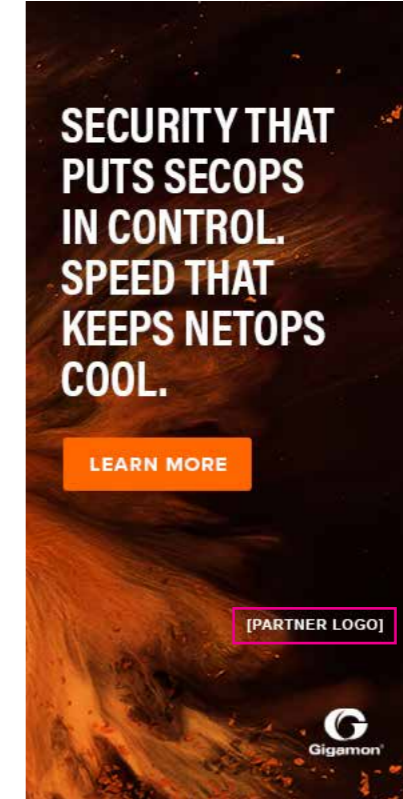 SECURITY THAT
PUTS SECOPS
IN CONTROL.
SPEED THAT
KEEPS NETOPS
COOL.
LEARN MORE
[PARTNER LOGO]
Gigamon®